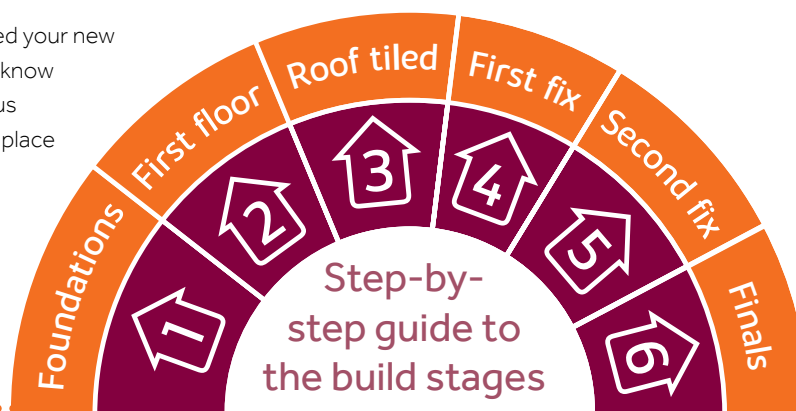 ed your new
know
us
place
Foundations
First floor
Roof tiled
First fix
Second fix
Finals
1
2
3
4
5
6
Step-by-
step guide to
the build stages